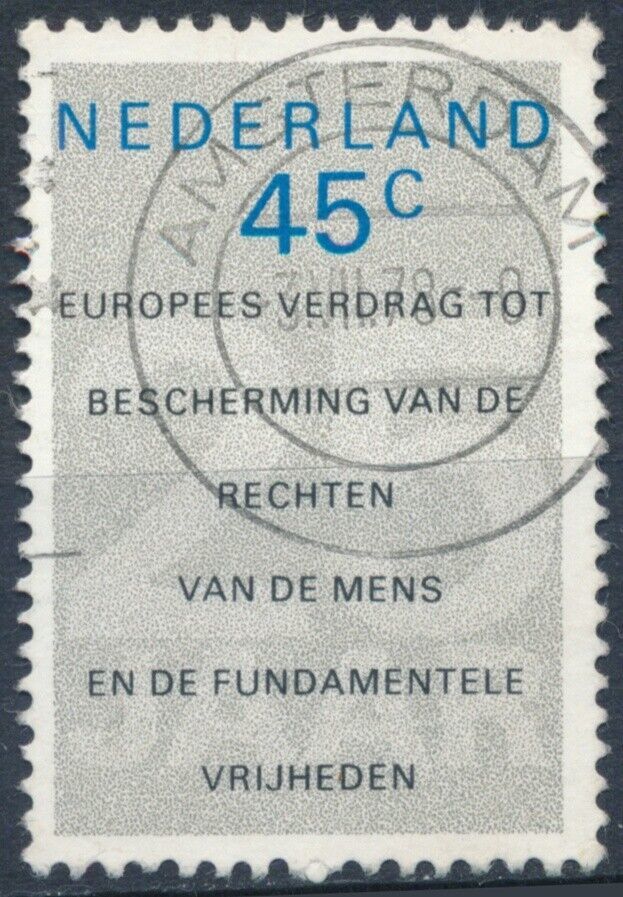 AMSTERDAM
NEDERLAND
45c
EUROPEES VERDRAG TOT
BESCHERMING VAN DE
RECHTEN
VAN DE MENS
EN DE FUNDAMENTELE
VRIJHEDEN